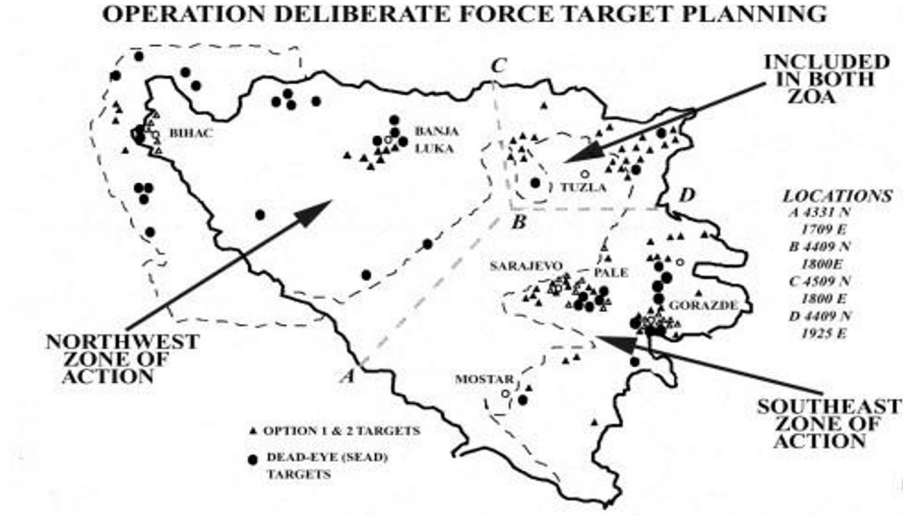 OPERATION DELIBERATE FORCE TARGET PLANNING
C
INCLUDED
IN BOTH
ZOA
BIHAC
BANJA
LUKA
TUZLA
B
D
LOCATIONS
A 4331 N
1709 E
B 4409 N
1800E
C 4509 N
1800 E
D 4409 N
1925 E
SARAJEVO
PALE
GORAZDE
NORTHWEST
ZONE OF
ACTION
A
MOSTAR
SOUTHEAST
ZONE OF
ACTION
OPTION 1 & 2 TARGETS
DEAD-EYE (SEAD)
TARGETS